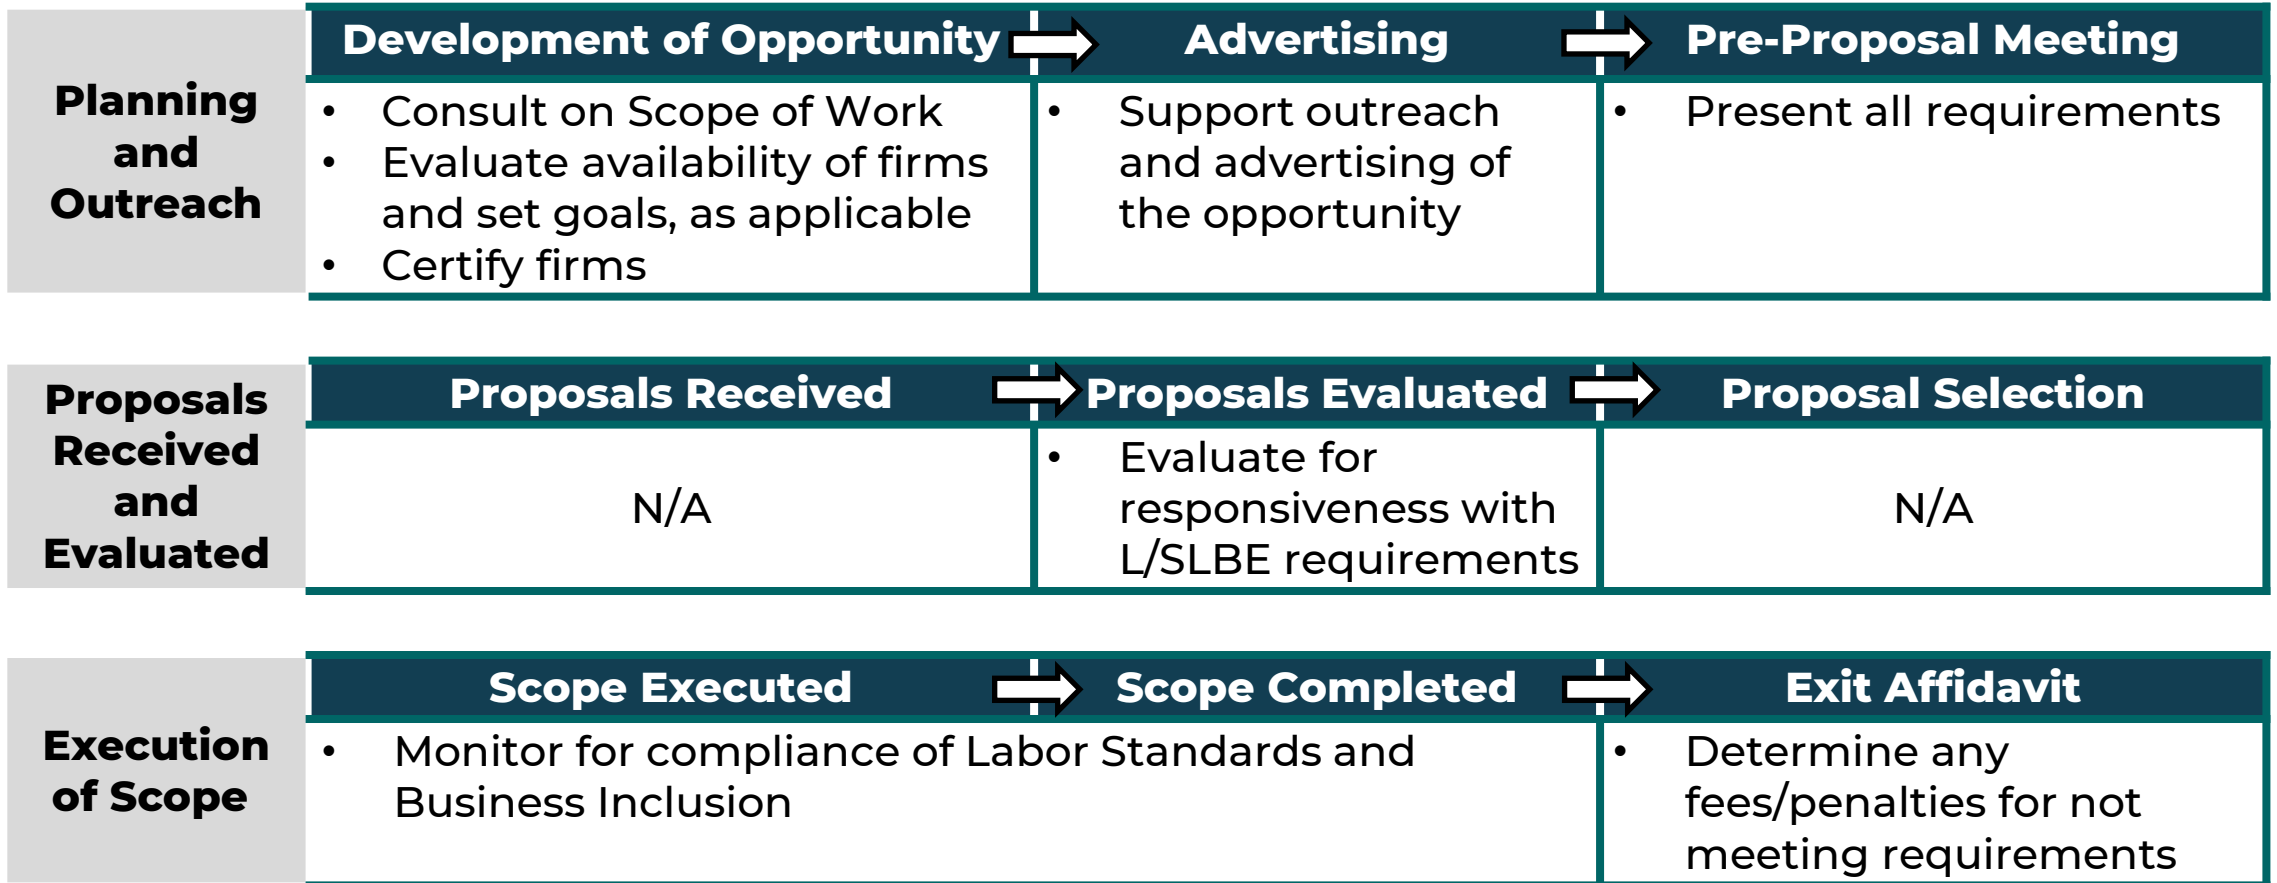 Planning
and
Outreach
Development of Opportunity
Advertising
Pre-Proposal Meeting
• Consult on Scope of Work
• Evaluate availability of firms
and set goals, as applicable
• Certify firms
• Support outreach
and advertising of
the opportunity
• Present all requirements
Proposals
Received
and
Evaluated
Proposals Received
Proposals Evaluated
Proposal Selection
N/A
• Evaluate for
responsiveness with
L/SLBE requirements
N/A
Execution
of Scope
Scope Executed
Scope Completed
Exit Affidavit
• Monitor for compliance of Labor Standards and
Business Inclusion
• Determine any
fees/penalties for not
meeting requirements